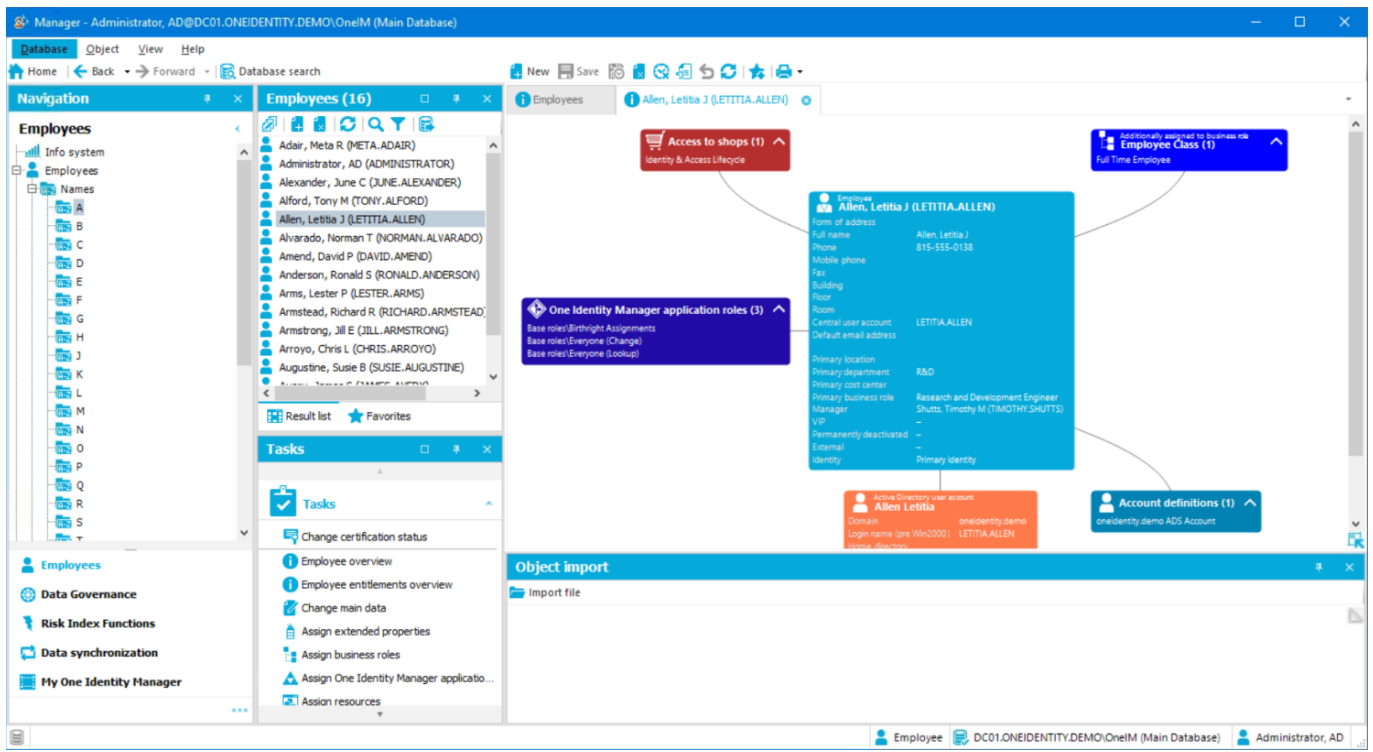 Manager - Administrator, AD@DC01.ONEIDENTITY.DEMO\OneIM (Main Database)
Database Object View Help
Home Back Forward Database search
New Save
Navigation
Employees
Info system
Employees
Names
A
B
C
D
E
F
G
H
J
K
L
M
N
O
P
Q
R
S
T
Employees
Data Governance
Risk Index Functions
Data synchronization
My One Identity Manager
Employees (16)
Adair, Meta R (META.ADAIR)
Administrator, AD (ADMINISTRATOR)
Alexander, June C (JUNE.ALEXANDER)
Alford, Tony M (TONY.ALFORD)
Allen, Letitia J (LETITIA.ALLEN)
Alvarado, Norman T (NORMAN.ALVARADO)
Amend, David P (DAVID.AMEND)
Anderson, Ronald S (RONALD.ANDERSON)
Arms, Lester P (LESTER.ARMS)
Armstead, Richard R (RICHARD.ARMSTEAD)
Armstrong, Jill E (JILL.ARMSTRONG)
Arroyo, Chris L (CHRIS.ARROYO)
Augustine, Susie B (SUSIE.AUGUSTINE)
Result list Favorites
Tasks
Tasks
Change certification status
Employee overview
Employee entitlements overview
Change main data
Assign extended properties
Assign business roles
Assign One Identity Manager applicatio...
Assign resources
Employees Allen, Letitia J (LETITIA.ALLEN)
Access to shops (1)
Identity & Access Lifecycle
Additionally assigned to business role
Employee Class (1)
Full Time Employee
One Identity Manager application roles (3)
Base roles\Birthright Assignments
Base roles\Everyone (Change)
Base roles\Everyone (Lookup)
Employee
Allen, Letitia J (LETITIA.ALLEN)
Form of address
Full name Allen, Letitia J
Phone 815-555-0138
Mobile phone
Fax
Building
Floor
Room
Central user account LETITIA.ALLEN
Default email address
Primary location
Primary department R&D
Primary cost center
Primary business role Research and Development Engineer
Manager Shutts, Timothy M (TIMOTHY.SHUTTS)
VIP –
Permanently deactivated –
External –
Identity Primary identity
Active Directory user account
Allen Letitia
Domain oneidentity.demo
Login name (pre Win2000) LETITIA.ALLEN
Home directory
Account definitions (1)
oneidentity.demo ADS Account
Object import
Import file
Employee DC01.ONEIDENTITY.DEMO\OneIM (Main Database) Administrator, AD